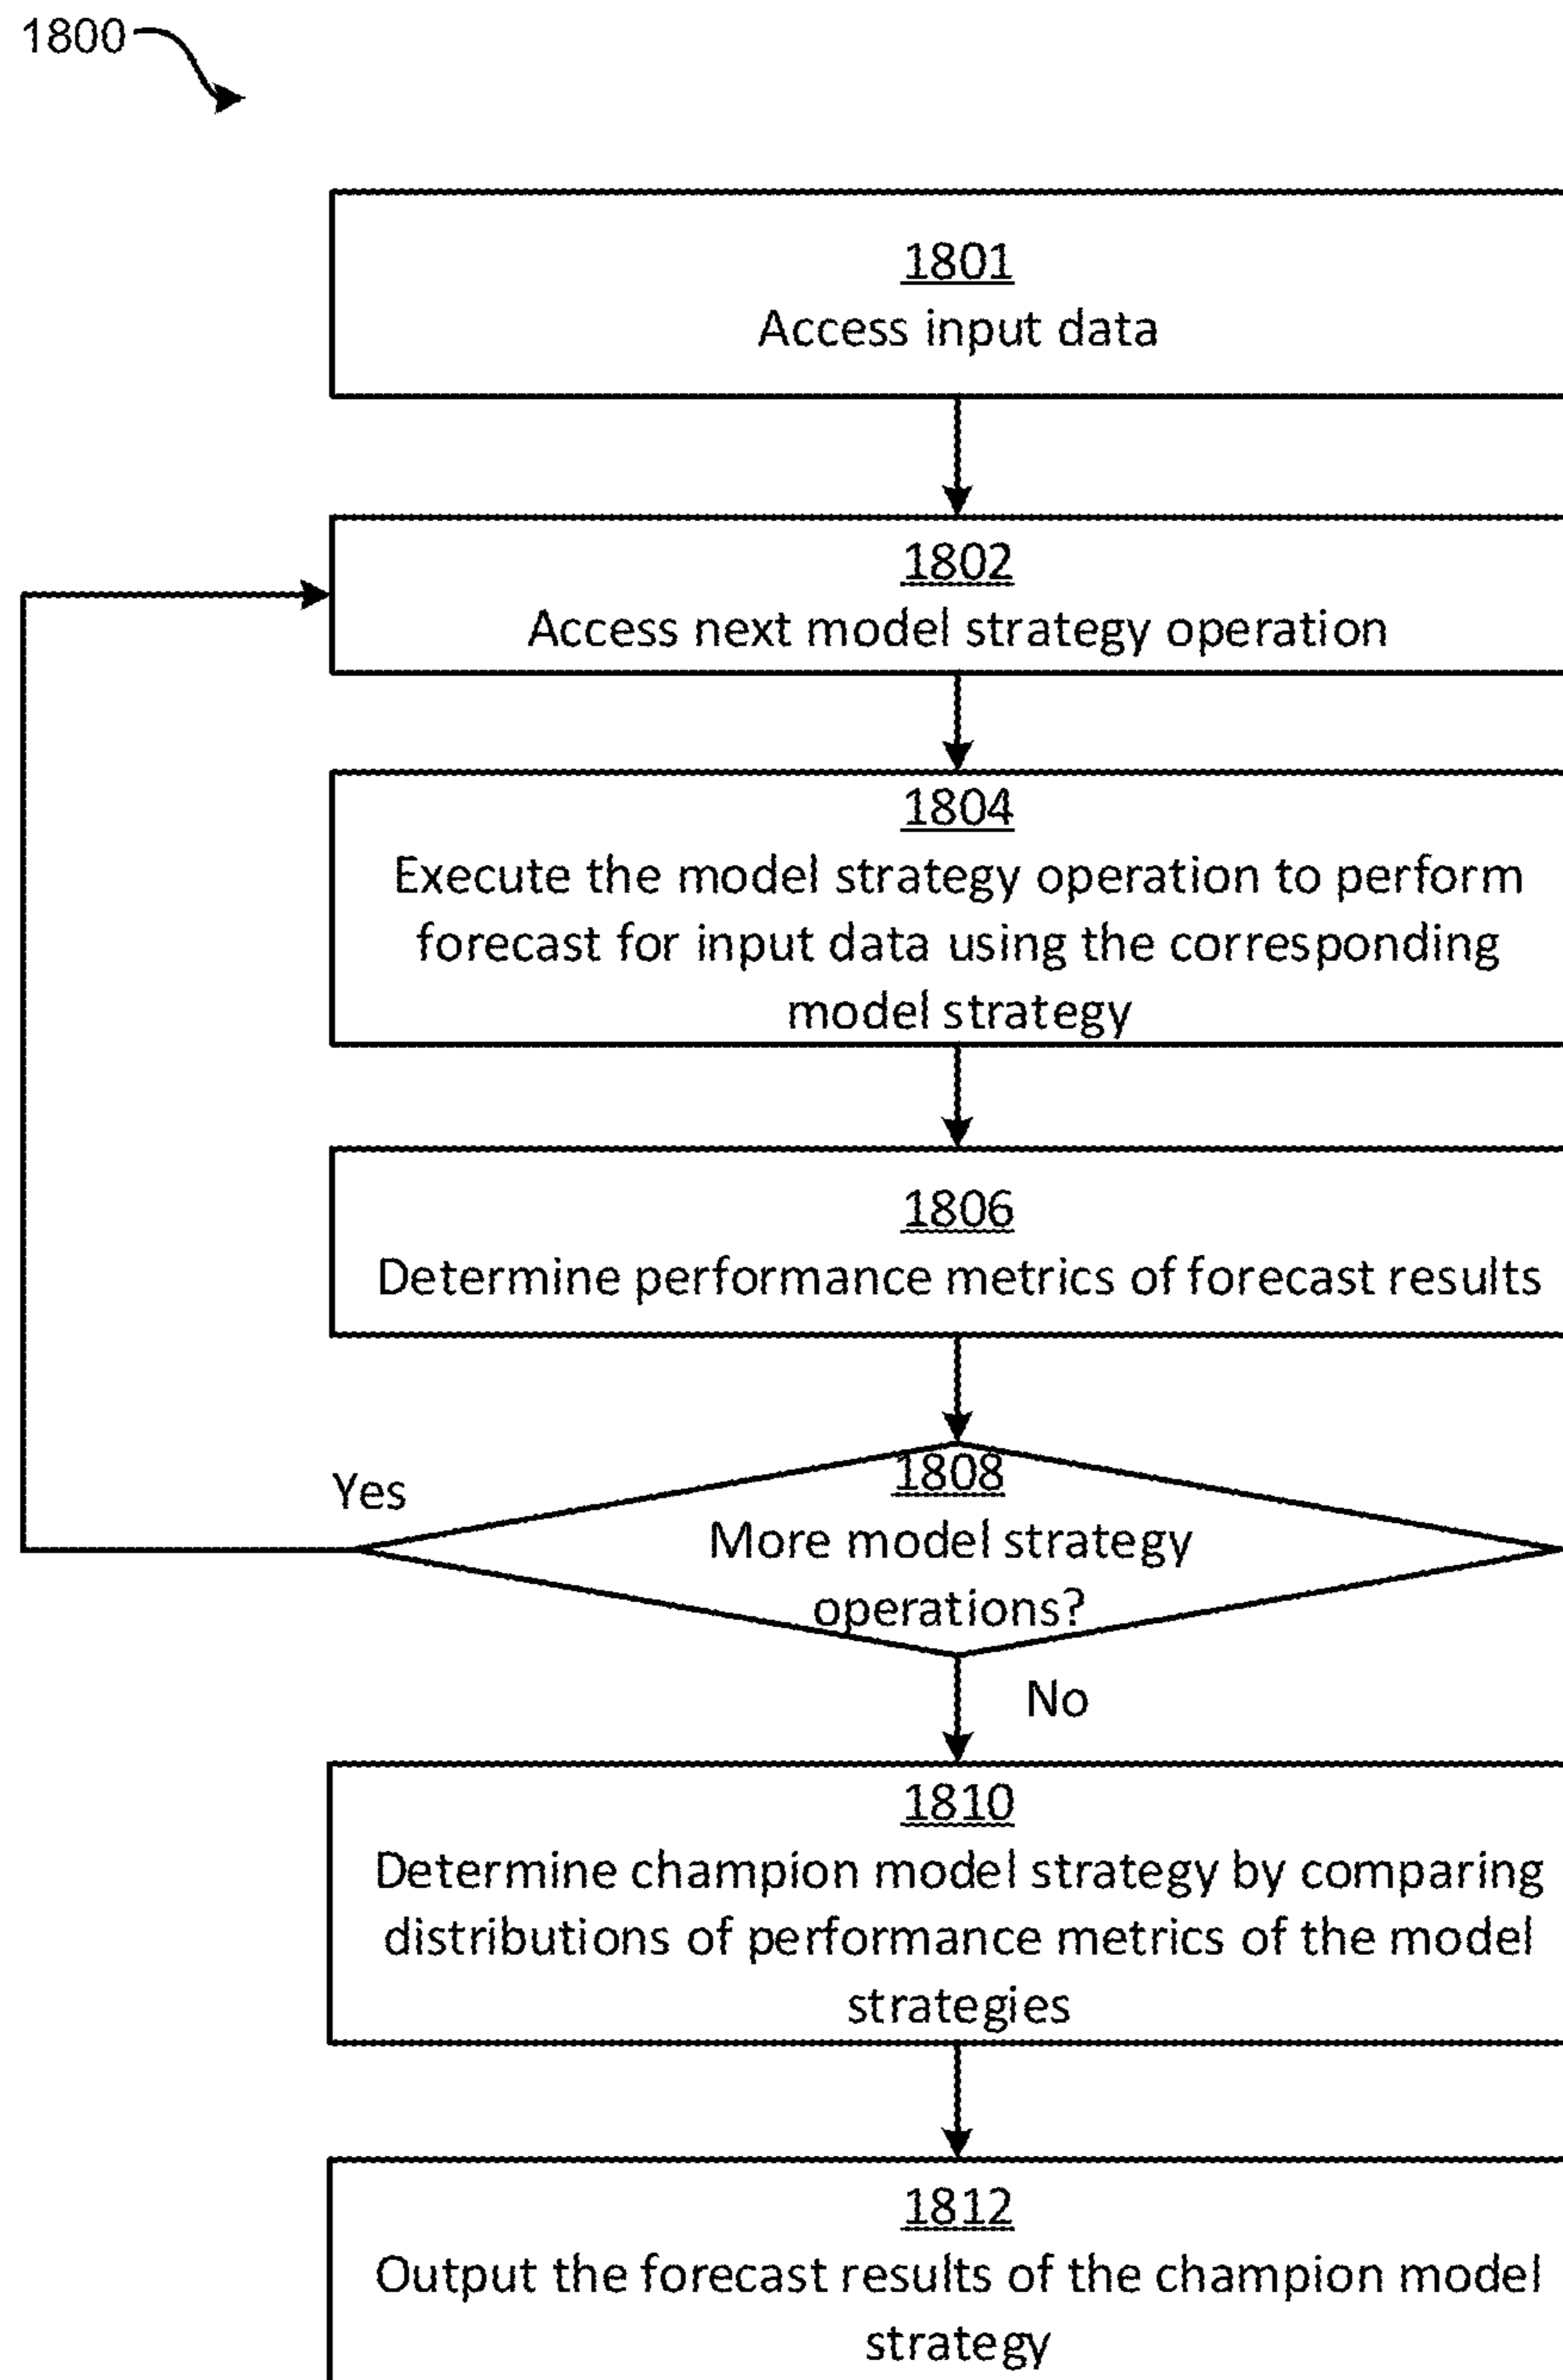 1800
1801
Access input data
1802
Access next model strategy operation
1804
Execute the model strategy operation to perform
forecast for input data using the corresponding
model strategy
1806
Determine performance metrics of forecast results
1808
Yes
More model strategy
operations?
No
1810
Determine champion model strategy by comparing
distributions of performance metrics of the model
strategies
1812
Output the forecast results of the champion model
strategy